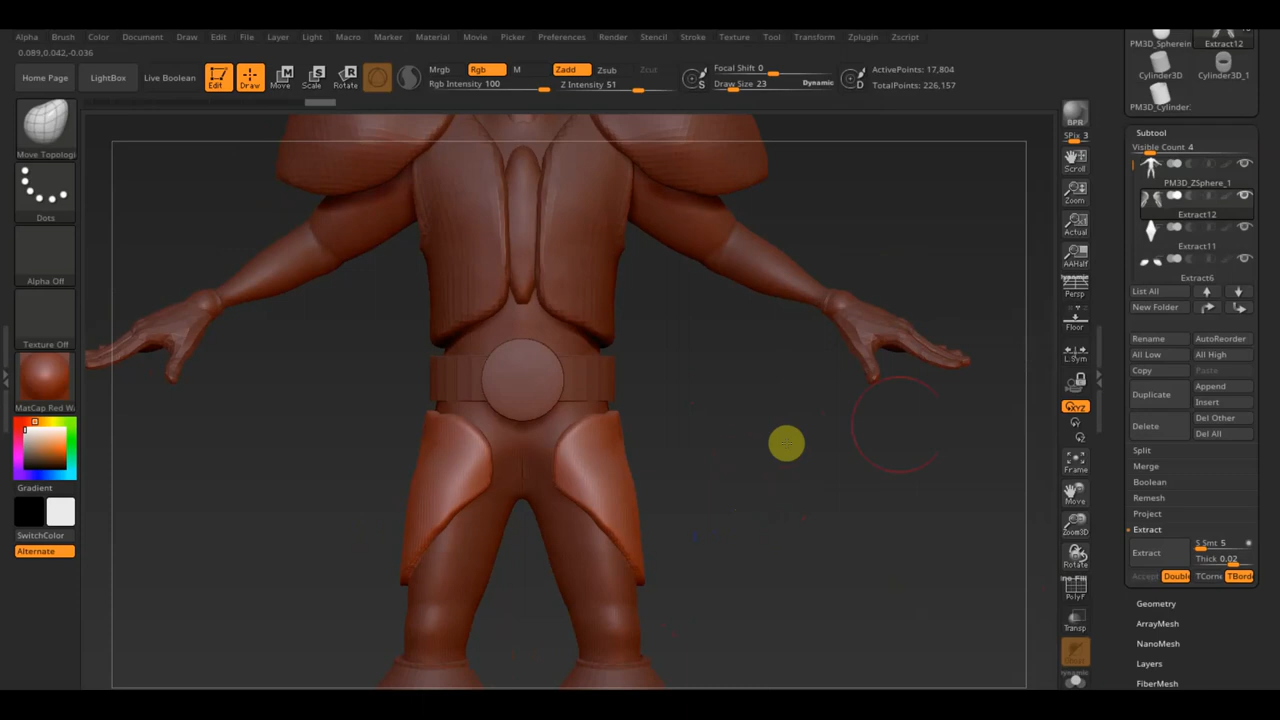 Alpha Brush Color Document Draw Edit File Layer Light Macro Marker Material Movie Picker Preferences Render Stencil Stroke Texture Tool Transform Zplugin Zscript
0.089,0.042,-0.036
Home Page LightBox Live Boolean Edit Draw Move Scale Rotate
Mrgb Rgb M Zadd Zsub Zcut
Rgb Intensity 100 Z Intensity 51
S Focal Shift 0
Draw Size 23 Dynamic
D ActivePoints: 17,804
TotalPoints: 226,157
Move Topologi
Dots
Alpha Off
Texture Off
MatCap Red Wa
Gradient
SwitchColor
Alternate
BPR
SPix 3
Scroll
Zoom
Actual
AAHalf
Dynamic
Persp
Floor
L.Sym
XYZ
Y
Z
Frame
Move
Zoom3D
Rotate
PolyF
Transp
PM3D_Spherein Extract12
Cylinder3D Cylinder3D_1
PM3D_Cylinder
Subtool
Visible Count 4
PM3D_ZSphere_1
Extract12
Extract11
Extract6
List All
New Folder
Rename AutoReorder
All Low All High
Copy Paste
Duplicate Append
Insert
Delete Del Other
Del All
Split
Merge
Boolean
Remesh
Project
Extract
Extract S Smt 5
Thick 0.02
Accept Double TCorne TBorde
Geometry
ArrayMesh
NanoMesh
Layers
FiberMesh